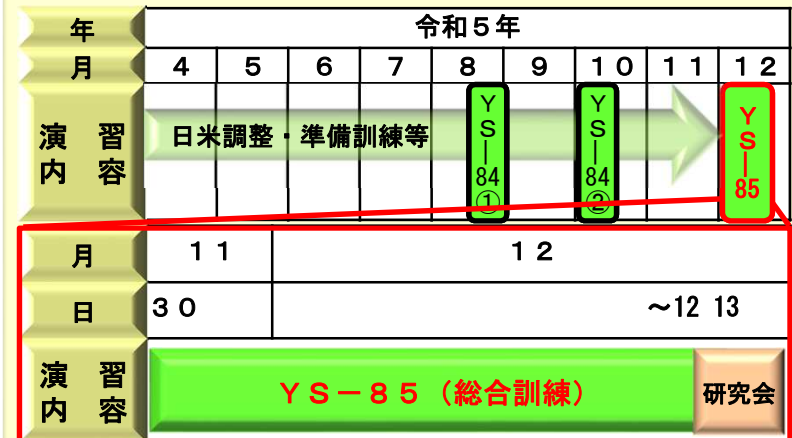 年 令和５年
月 ４ ５ ６ ７ ８ ９ １０ １１ １２
演習内容 日米調整・準備訓練等 ＹＳ―84① ＹＳ―84② ＹＳ―85
月 １１ １２
日 ３０ ～12 13
演習内容 ＹＳ－８５（総合訓練） 研究会